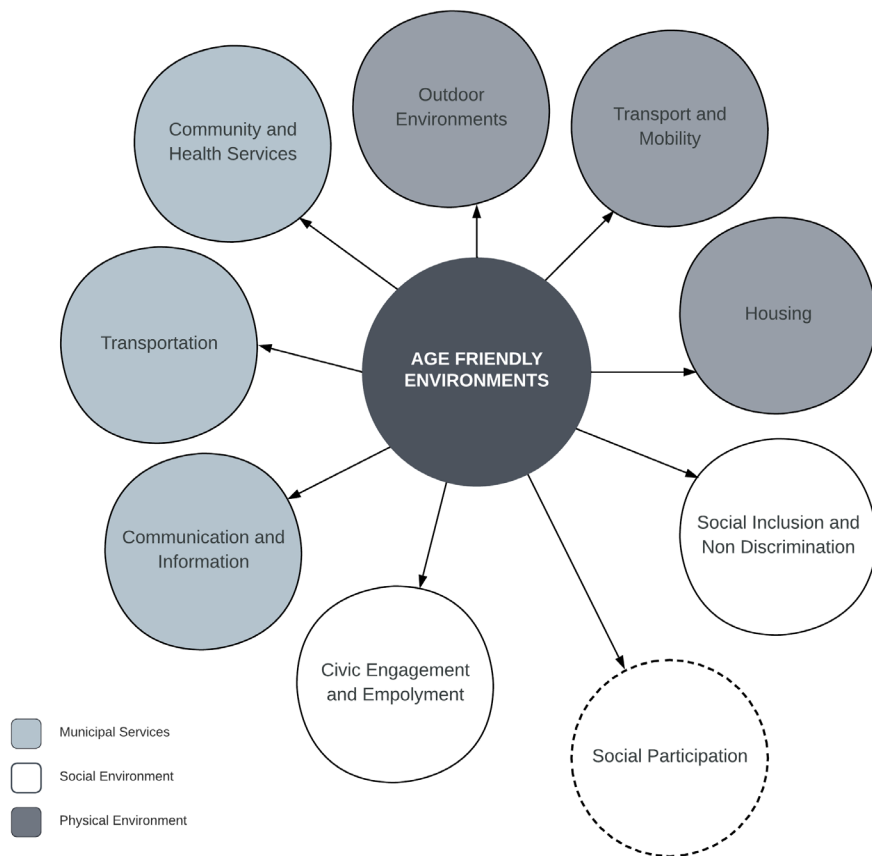 Outdoor
Environments
Transport and
Mobility
Community and
Health Services
Housing
Transportation
AGE FRIENDLY
ENVIRONMENTS
Social Inclusion and
Non Discrimination
Communication and
Information
Civic Engagement
and Empolyment
Social Participation
Municipal Services
Social Environment
Physical Environment